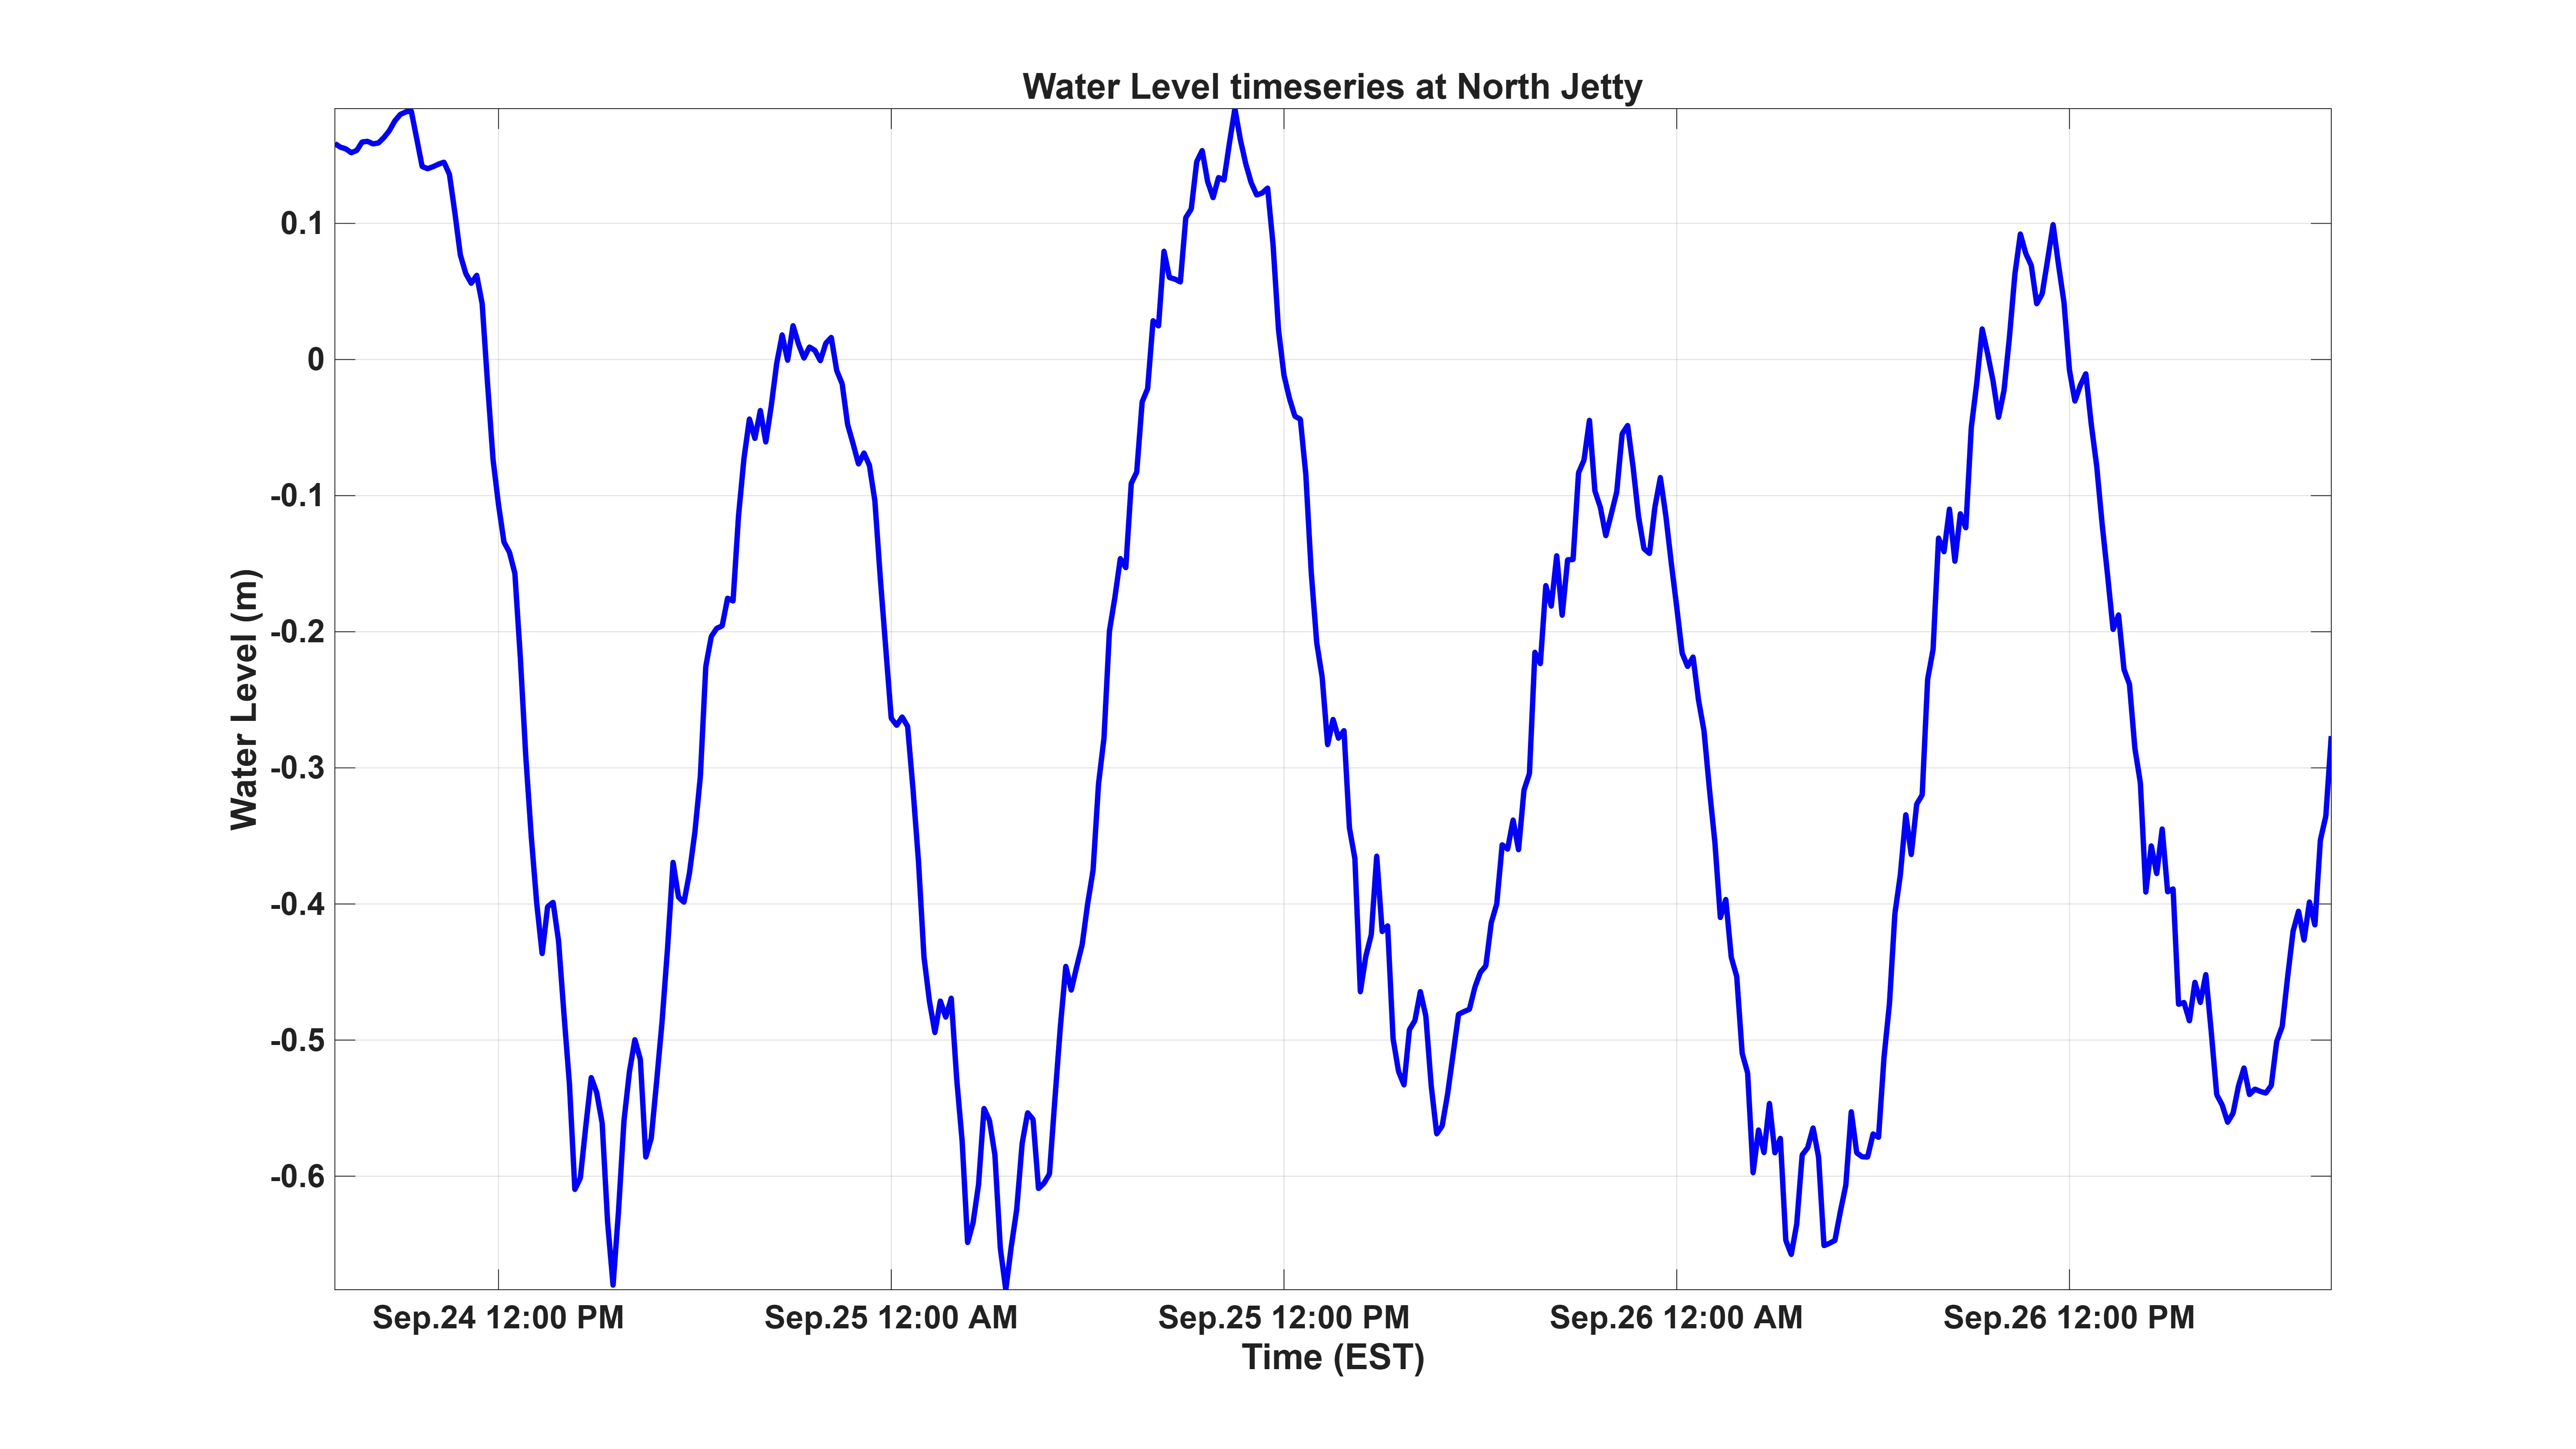 Water Level timeseries at North Jetty
0.1
0
-0.1
-0.2
-0.3
-0.4
-0.5
-0.6
Water Level (m)
Sep.24 12:00 PM
Sep.25 12:00 AM
Sep.25 12:00 PM
Sep.26 12:00 AM
Sep.26 12:00 PM
Time (EST)